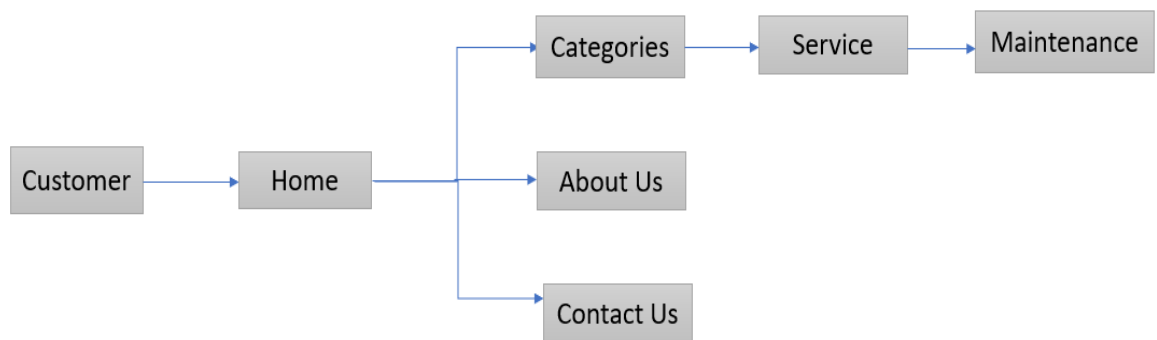 Categories
Service
Maintenance
Customer
Home
About Us
Contact Us